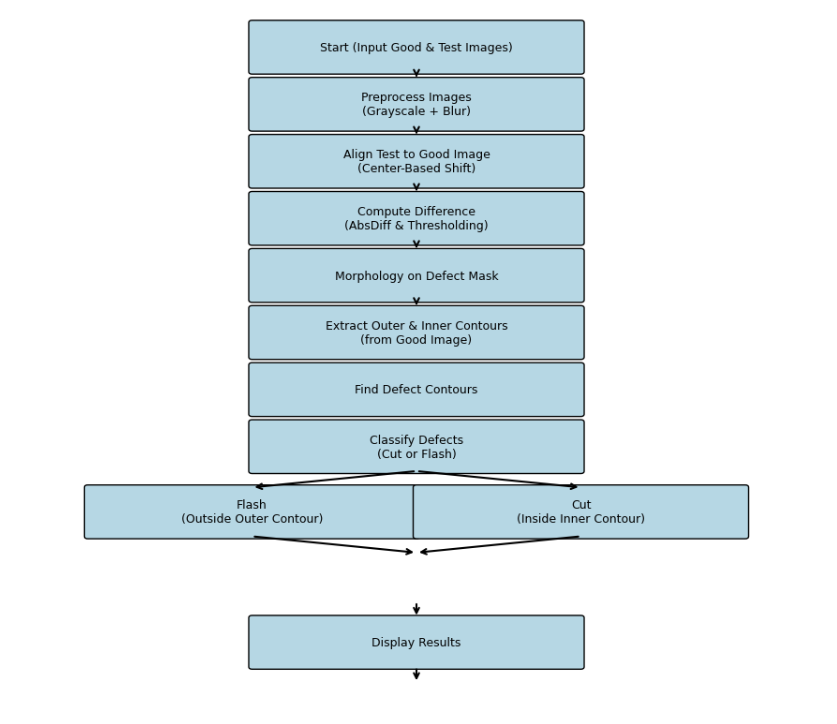 Start (Input Good & Test Images)
Preprocess Images
(Grayscale + Blur)
Align Test to Good Image
(Center-Based Shift)
Compute Difference
(AbsDiff & Thresholding)
Morphology on Defect Mask
Extract Outer & Inner Contours
(from Good Image)
Find Defect Contours
Classify Defects
(Cut or Flash)
Flash
(Outside Outer Contour)
Cut
(Inside Inner Contour)
Display Results